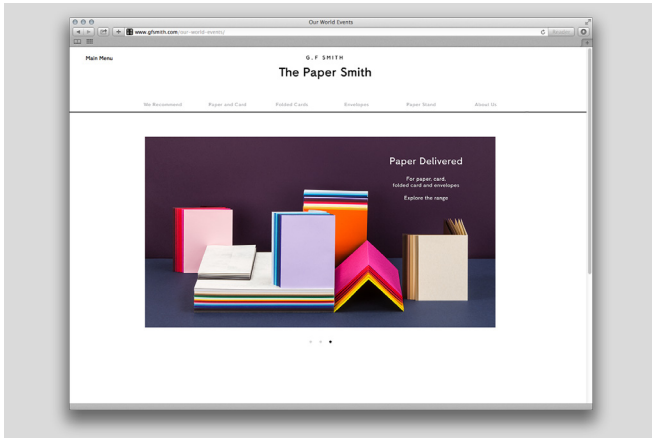 Our World Events
www.gfsmith.com/our-world-events/
Reader
Main Menu
G . F SMITH
The Paper Smith
We Recommend
Paper and Card
Folded Cards
Envelopes
Paper Stand
About Us
Paper Delivered
For paper, card,
folded card and envelopes
Explore the range